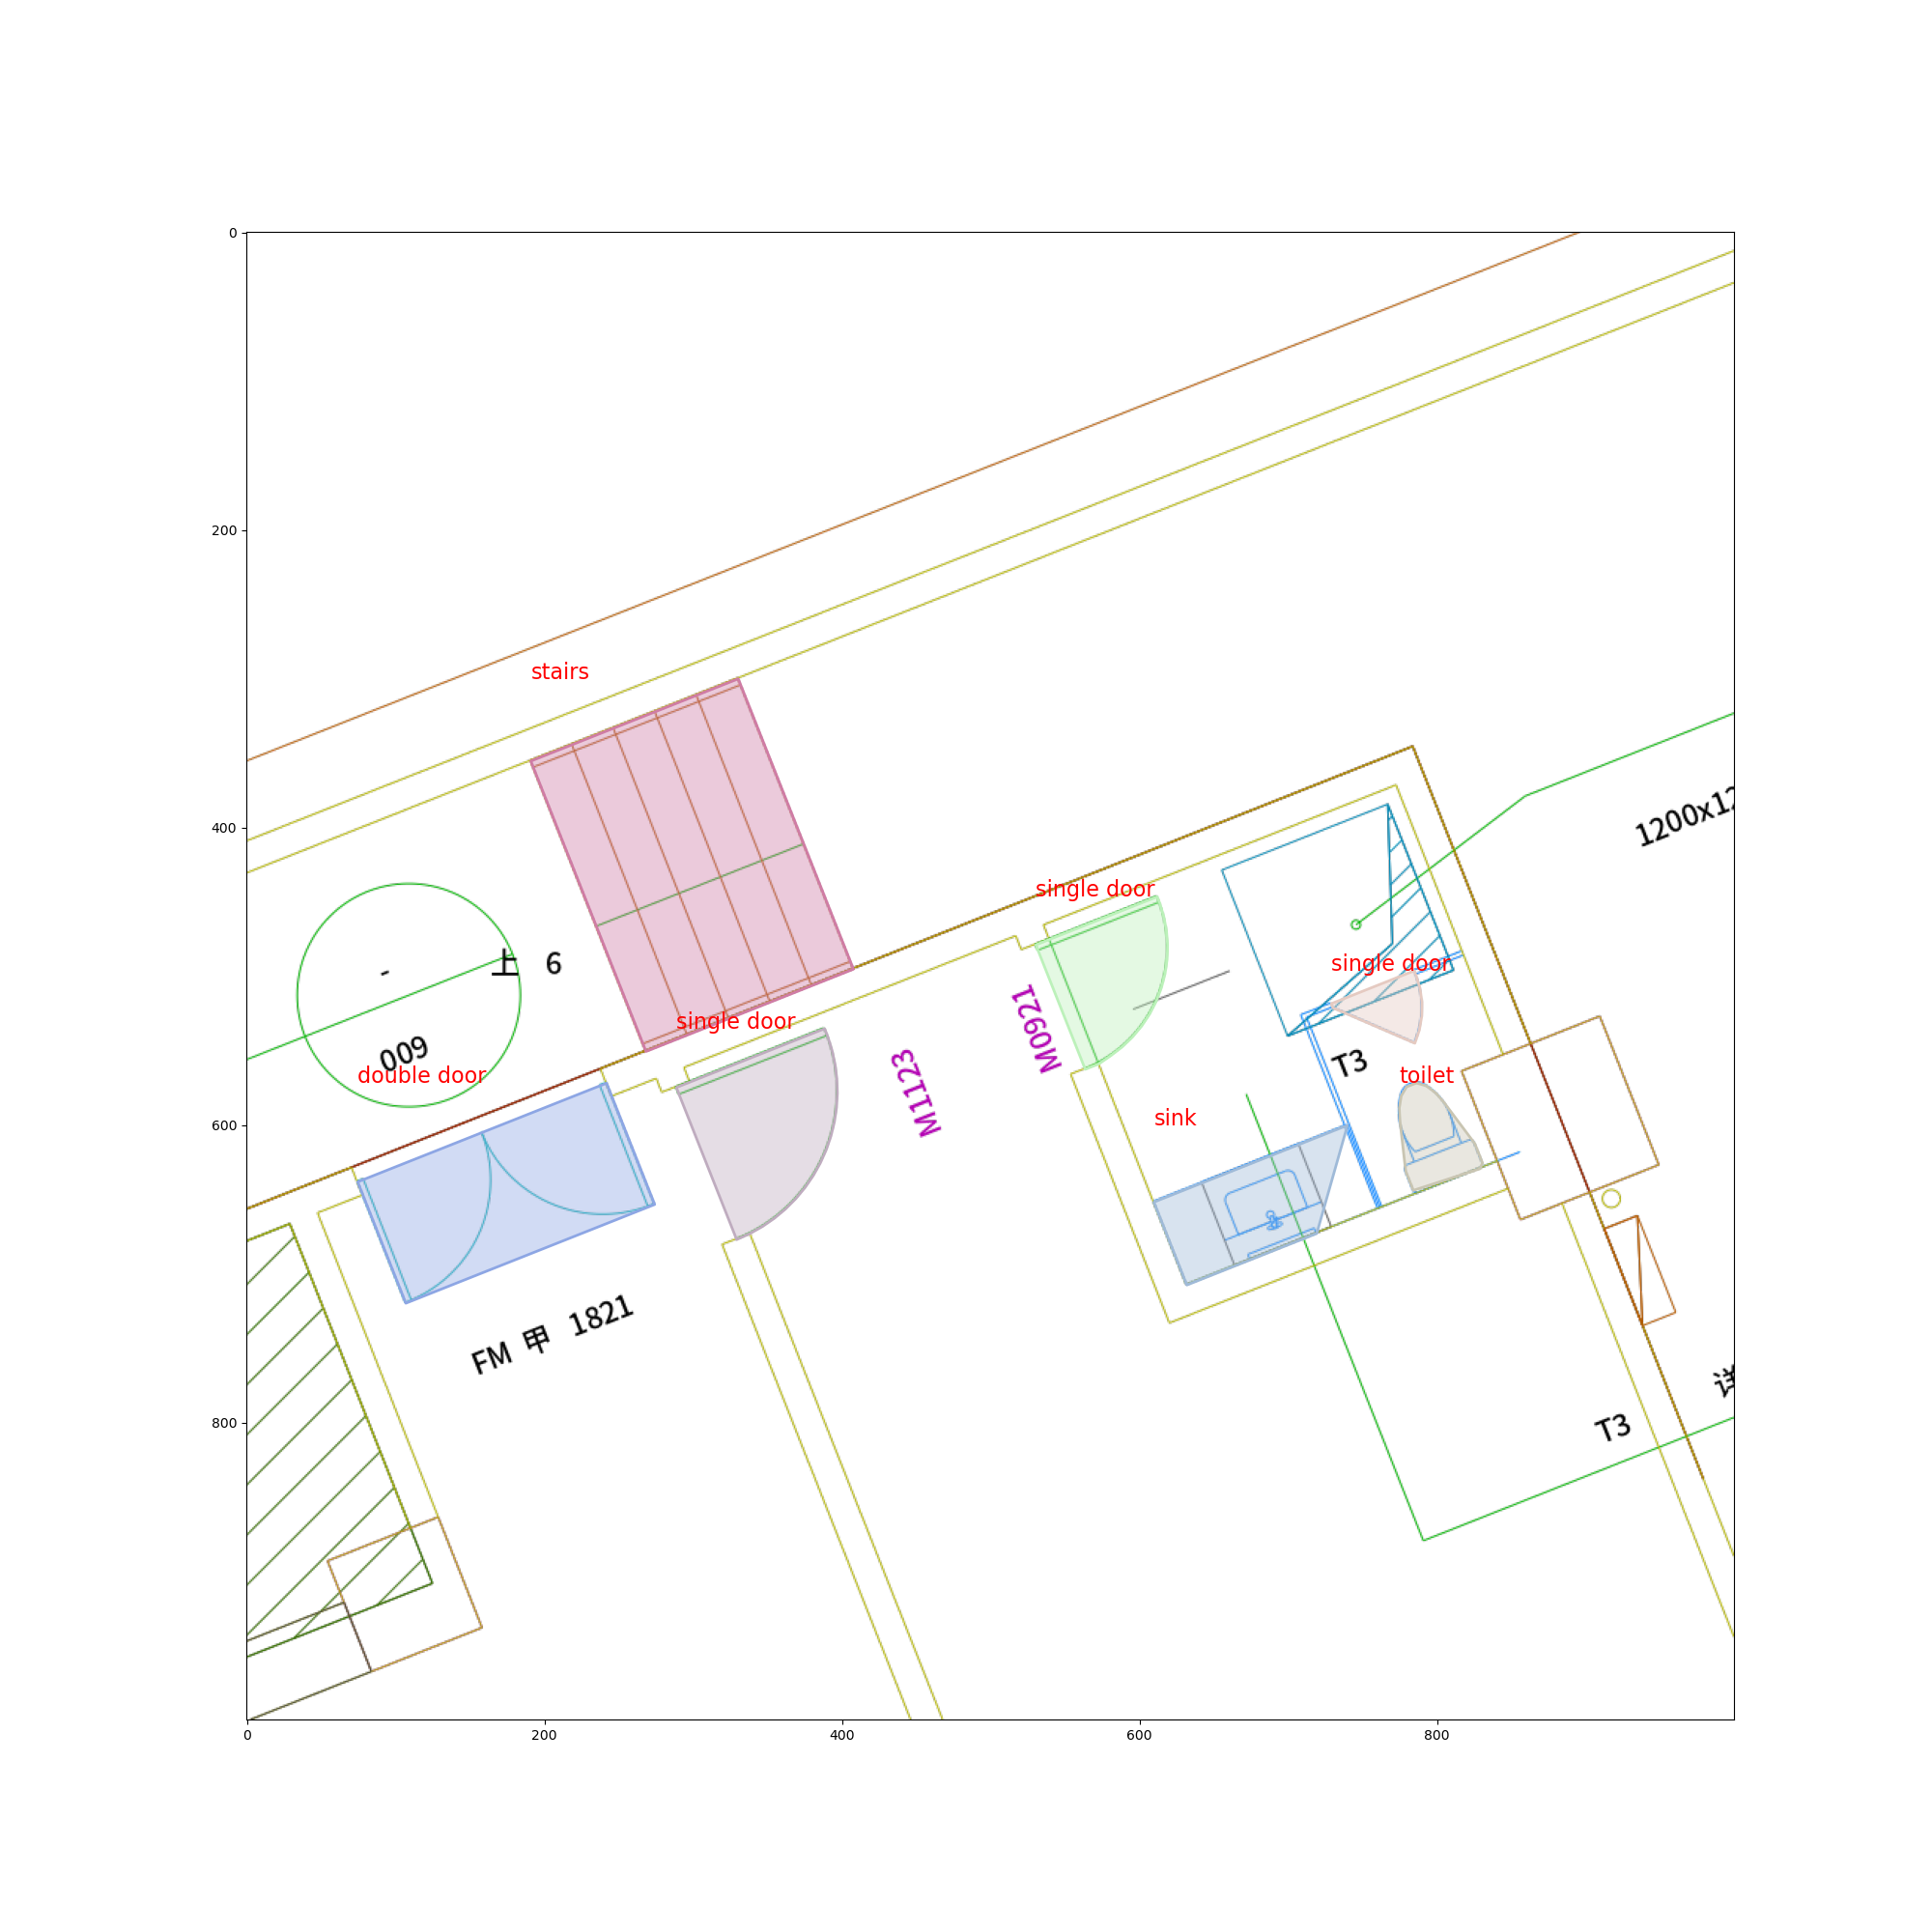 0
200
stairs
400
1200x12
single door
-
上 6
single door
single door
M0921
009
T3
double door
M1123
toilet
600
sink
FM 甲 1821
800
T3
0
200
400
600
800